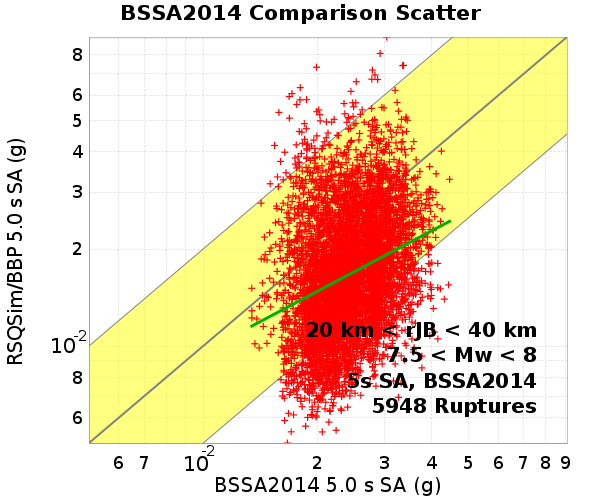 BSSA2014 Comparison Scatter
RSQSim/BBP 5.0 s SA (g)
8
6
5
4
3
2
10-2
8
6
20 km < rJB < 40 km
7.5 < Mw < 8
5s SA, BSSA2014
5948 Ruptures
6 7 10-2 2 3 4 5 6 7 8 9
BSSA2014 5.0 s SA (g)